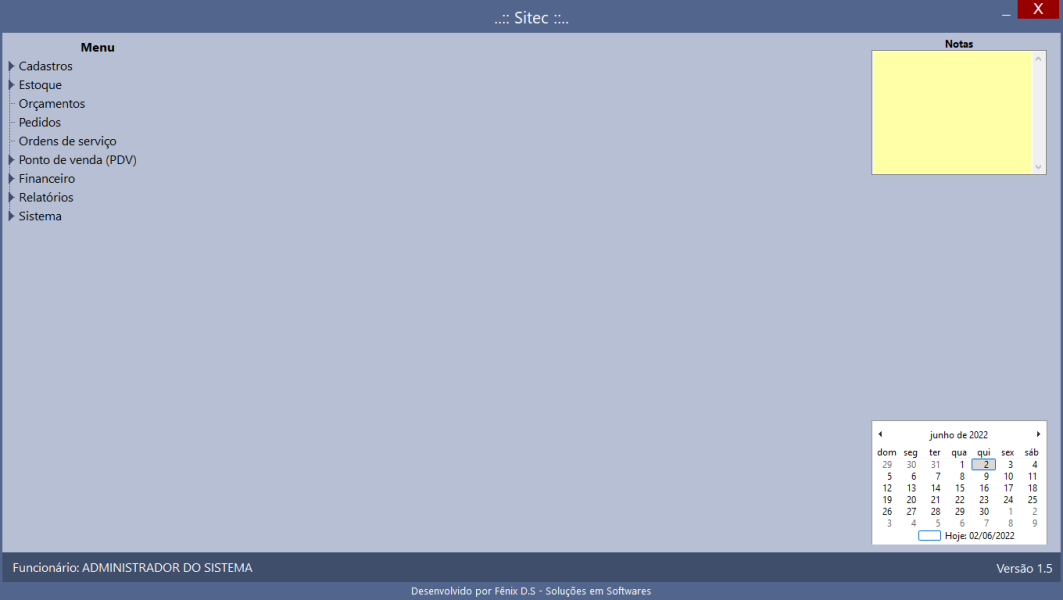 ..:: Sitec ::..
_ X
Menu
Cadastros
Estoque
Orçamentos
Pedidos
Ordens de serviço
Ponto de venda (PDV)
Financeiro
Relatórios
Sistema
Notas
junho de 2022
dom seg ter qua qui sex sáb
29 30 31 1 2 3 4
5 6 7 8 9 10 11
12 13 14 15 16 17 18
19 20 21 22 23 24 25
26 27 28 29 30 1 2
3 4 5 6 7 8 9
Hoje: 02/06/2022
Funcionário: ADMINISTRADOR DO SISTEMA
Versão 1.5
Desenvolvido por Fênix D.S - Soluções em Softwares